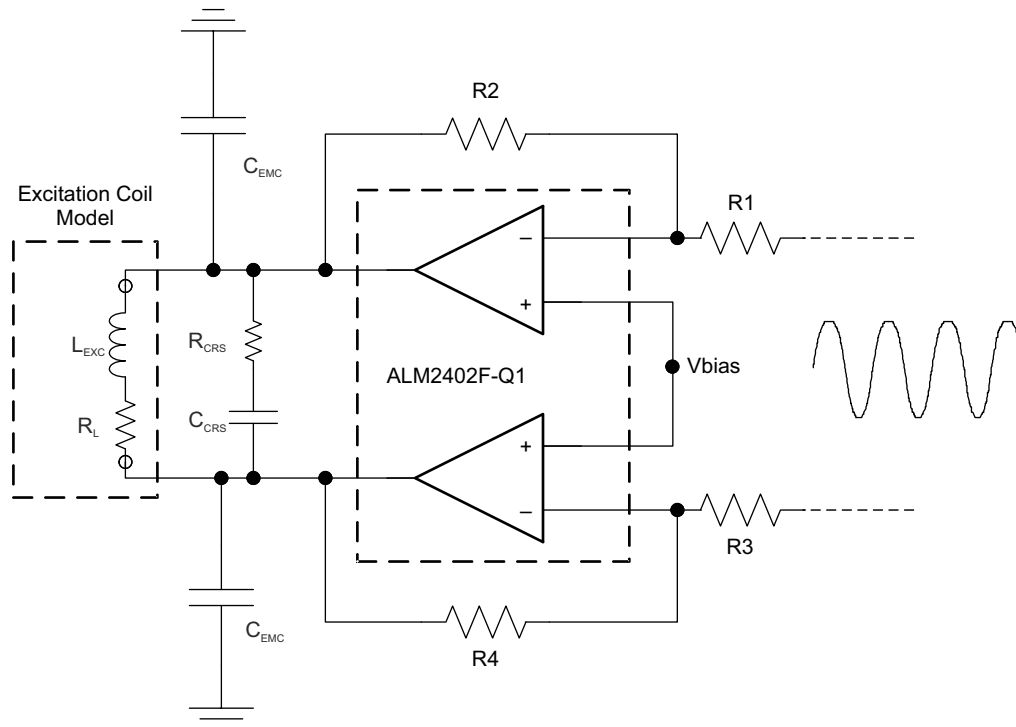 R2
C_EMC
Excitation Coil
Model
R1
–
+
L_EXC
R_CRS
ALM2402F-Q1
Vbias
C_CRS
R_L
+
–
R3
C_EMC
R4